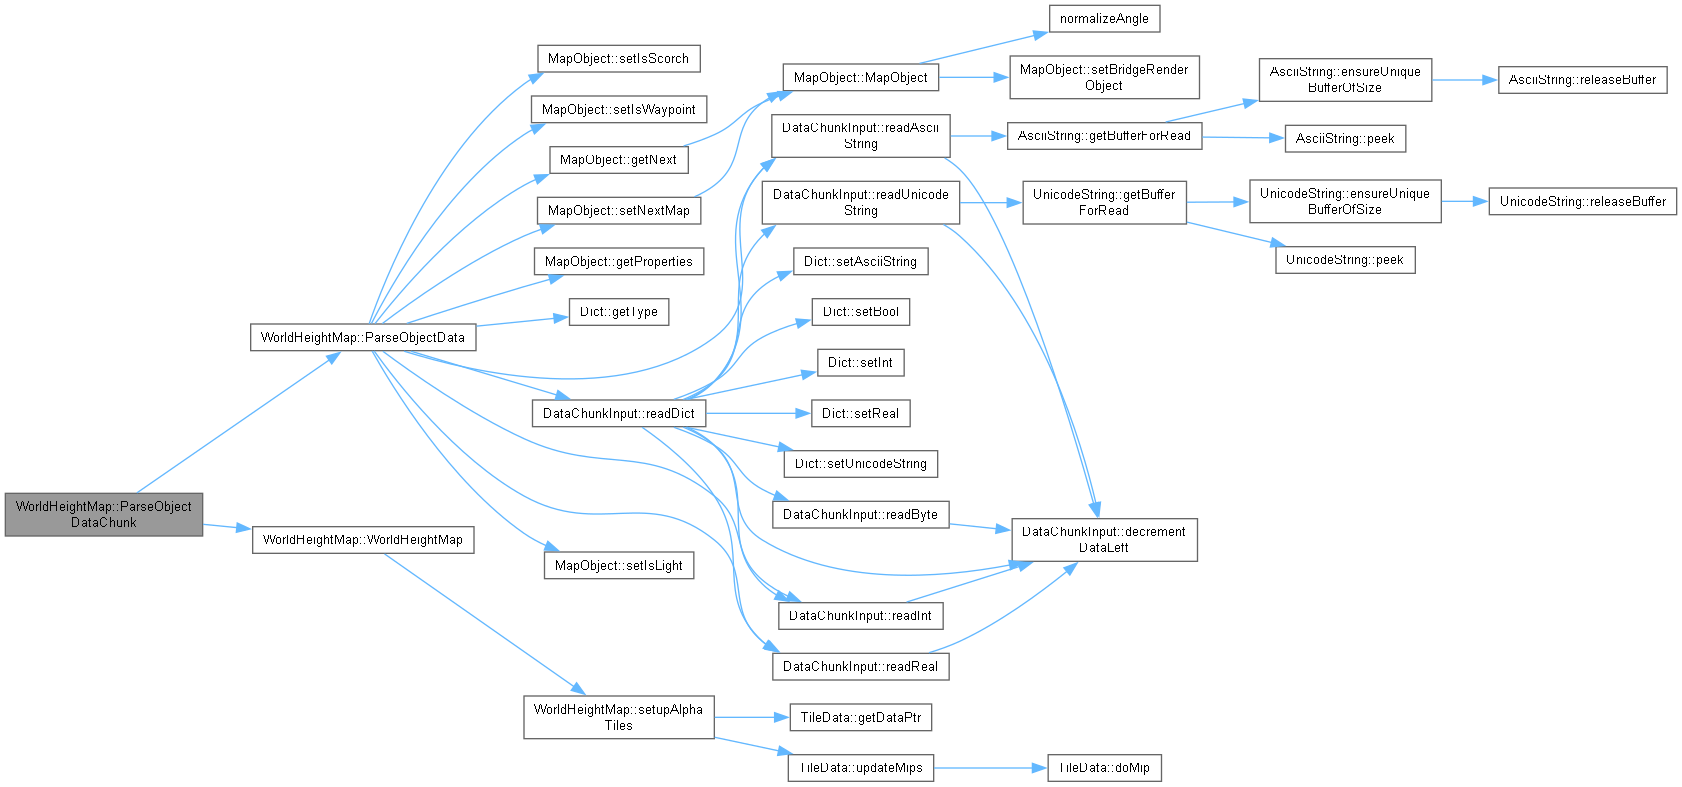 normalizeAngle
MapObject::setIsScorch
MapObject::MapObject
MapObject::setBridgeRender
Object
AsciiString::ensureUnique
BufferOfSize
AsciiString::releaseBuffer
MapObject::setIsWaypoint
DataChunkInput::readAscii
String
AsciiString::getBufferForRead
AsciiString::peek
MapObject::getNext
DataChunkInput::readUnicode
String
UnicodeString::getBuffer
ForRead
UnicodeString::ensureUnique
BufferOfSize
UnicodeString::releaseBuffer
MapObject::setNextMap
MapObject::getProperties
Dict::setAsciiString
UnicodeString::peek
Dict::getType
Dict::setBool
WorldHeightMap::ParseObjectData
Dict::setInt
DataChunkInput::readDict
Dict::setReal
Dict::setUnicodeString
WorldHeightMap::ParseObject
DataChunk
DataChunkInput::readByte
WorldHeightMap::WorldHeightMap
DataChunkInput::decrement
DataLeft
MapObject::setIsLight
DataChunkInput::readInt
DataChunkInput::readReal
WorldHeightMap::setupAlpha
Tiles
TileData::getDataPtr
TileData::updateMips
TileData::doMip